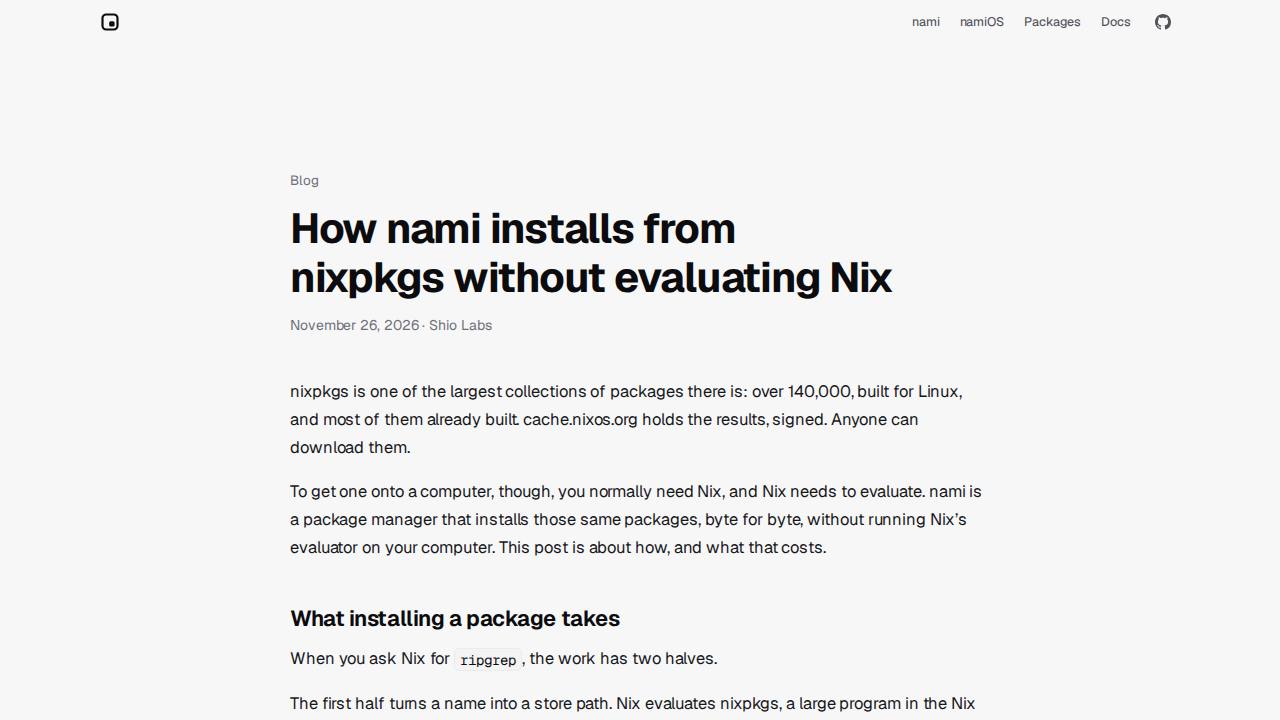 nami namiOS Packages Docs
Blog
How nami installs from
nixpkgs without evaluating Nix
November 26, 2026 · Shio Labs
nixpkgs is one of the largest collections of packages there is: over 140,000, built for Linux,
and most of them already built. cache.nixos.org holds the results, signed. Anyone can
download them.
To get one onto a computer, though, you normally need Nix, and Nix needs to evaluate. nami is
a package manager that installs those same packages, byte for byte, without running Nix’s
evaluator on your computer. This post is about how, and what that costs.
What installing a package takes
When you ask Nix for ripgrep, the work has two halves.
The first half turns a name into a store path. Nix evaluates nixpkgs, a large program in the Nix